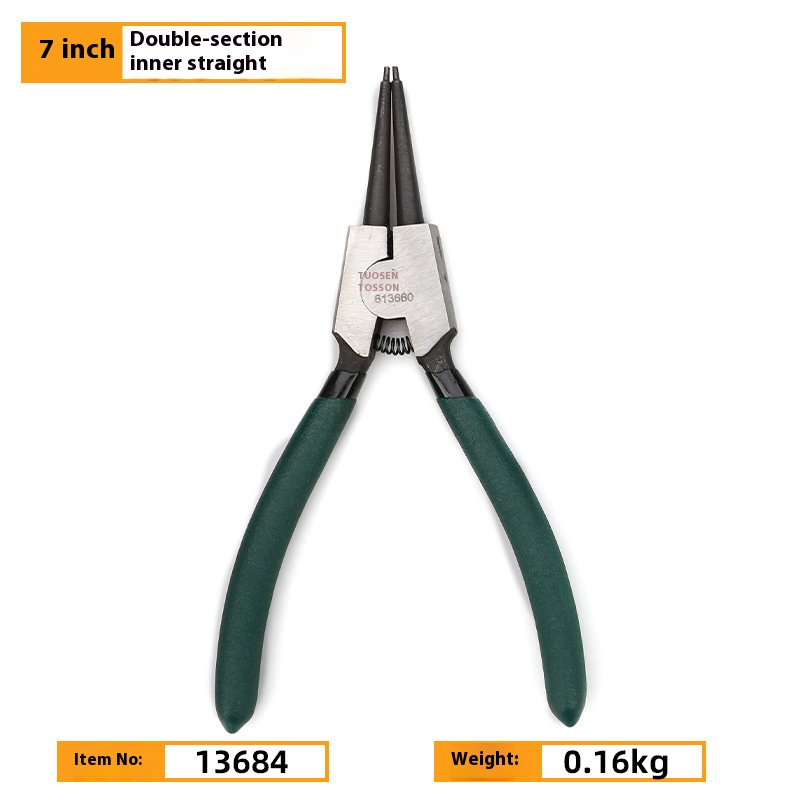 7 inch
Double-section
inner straight
TUOSEN
TOSSON
613660
Item No:
13684
Weight:
0.16kg